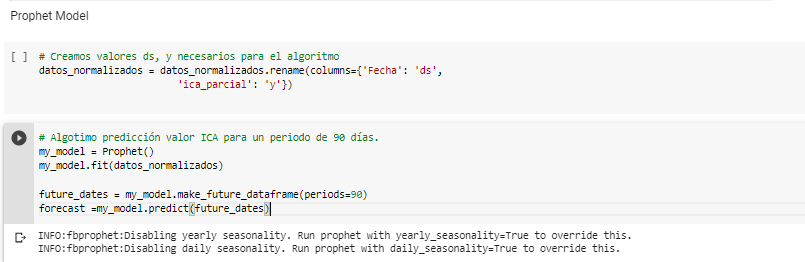 Prophet Model
[ ] # Creamos valores ds, y necesarios para el algoritmo
datos_normalizados = datos_normalizados.rename(columns={'Fecha': 'ds',
'ica_parcial': 'y'})
# Algotimo predicción valor ICA para un periodo de 90 días.
my_model = Prophet()
my_model.fit(datos_normalizados)
future_dates = my_model.make_future_dataframe(periods=90)
forecast =my_model.predict(future_dates)
INFO:fbprophet:Disabling yearly seasonality. Run prophet with yearly_seasonality=True to override this.
INFO:fbprophet:Disabling daily seasonality. Run prophet with daily_seasonality=True to override this.